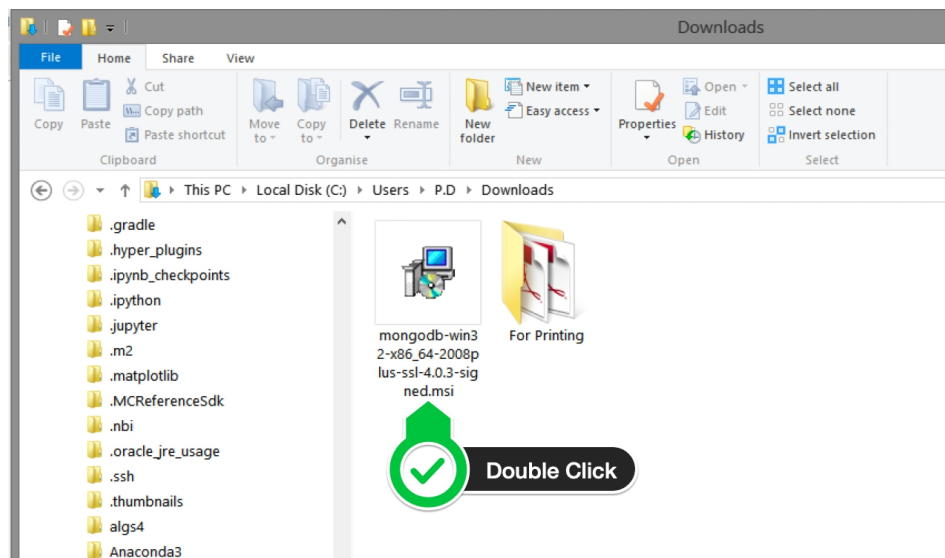 Downloads
File Home Share View
Copy
Paste
Cut
Copy path
Paste shortcut
Clipboard
Move
to
Copy
to
Delete
Rename
Organise
New
folder
New item
Easy access
New
Properties
Open
Edit
History
Open
Select all
Select none
Invert selection
Select
This PC Local Disk (C:) Users P.D Downloads
.gradle
.hyper_plugins
.ipynb_checkpoints
.ipython
.jupyter
.m2
.matplotlib
.MCReferenceSdk
.nbi
.oracle_jre_usage
.ssh
.thumbnails
algs4
Anaconda3
mongodb-win3
2-x86_64-2008p
lus-ssl-4.0.3-sig
ned.msi
For Printing
Double Click